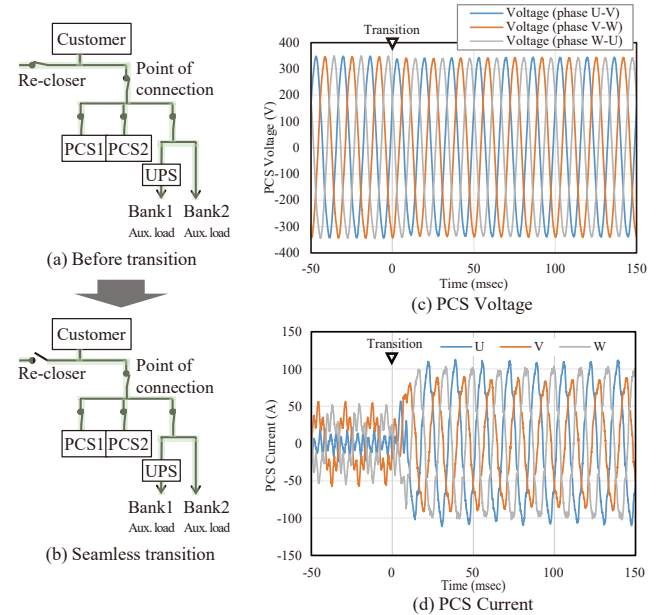 Customer
Re-closer
Point of
connection
PCS1
PCS2
UPS
Bank1
Bank2
Aux. load
Aux. load
(a) Before transition
Customer
Re-closer
Point of
connection
PCS1
PCS2
UPS
Bank1
Bank2
Aux. load
Aux. load
(b) Seamless transition
Transition
Voltage (phase U-V)
Voltage (phase V-W)
Voltage (phase W-U)
PCS Voltage (V)
400
300
200
100
0
-100
-200
-300
-400
-50
0
50
100
150
Time (msec)
(c) PCS Voltage
Transition
U
V
W
PCS Current (A)
150
100
50
0
-50
-100
-150
-50
0
50
100
150
Time (msec)
(d) PCS Current